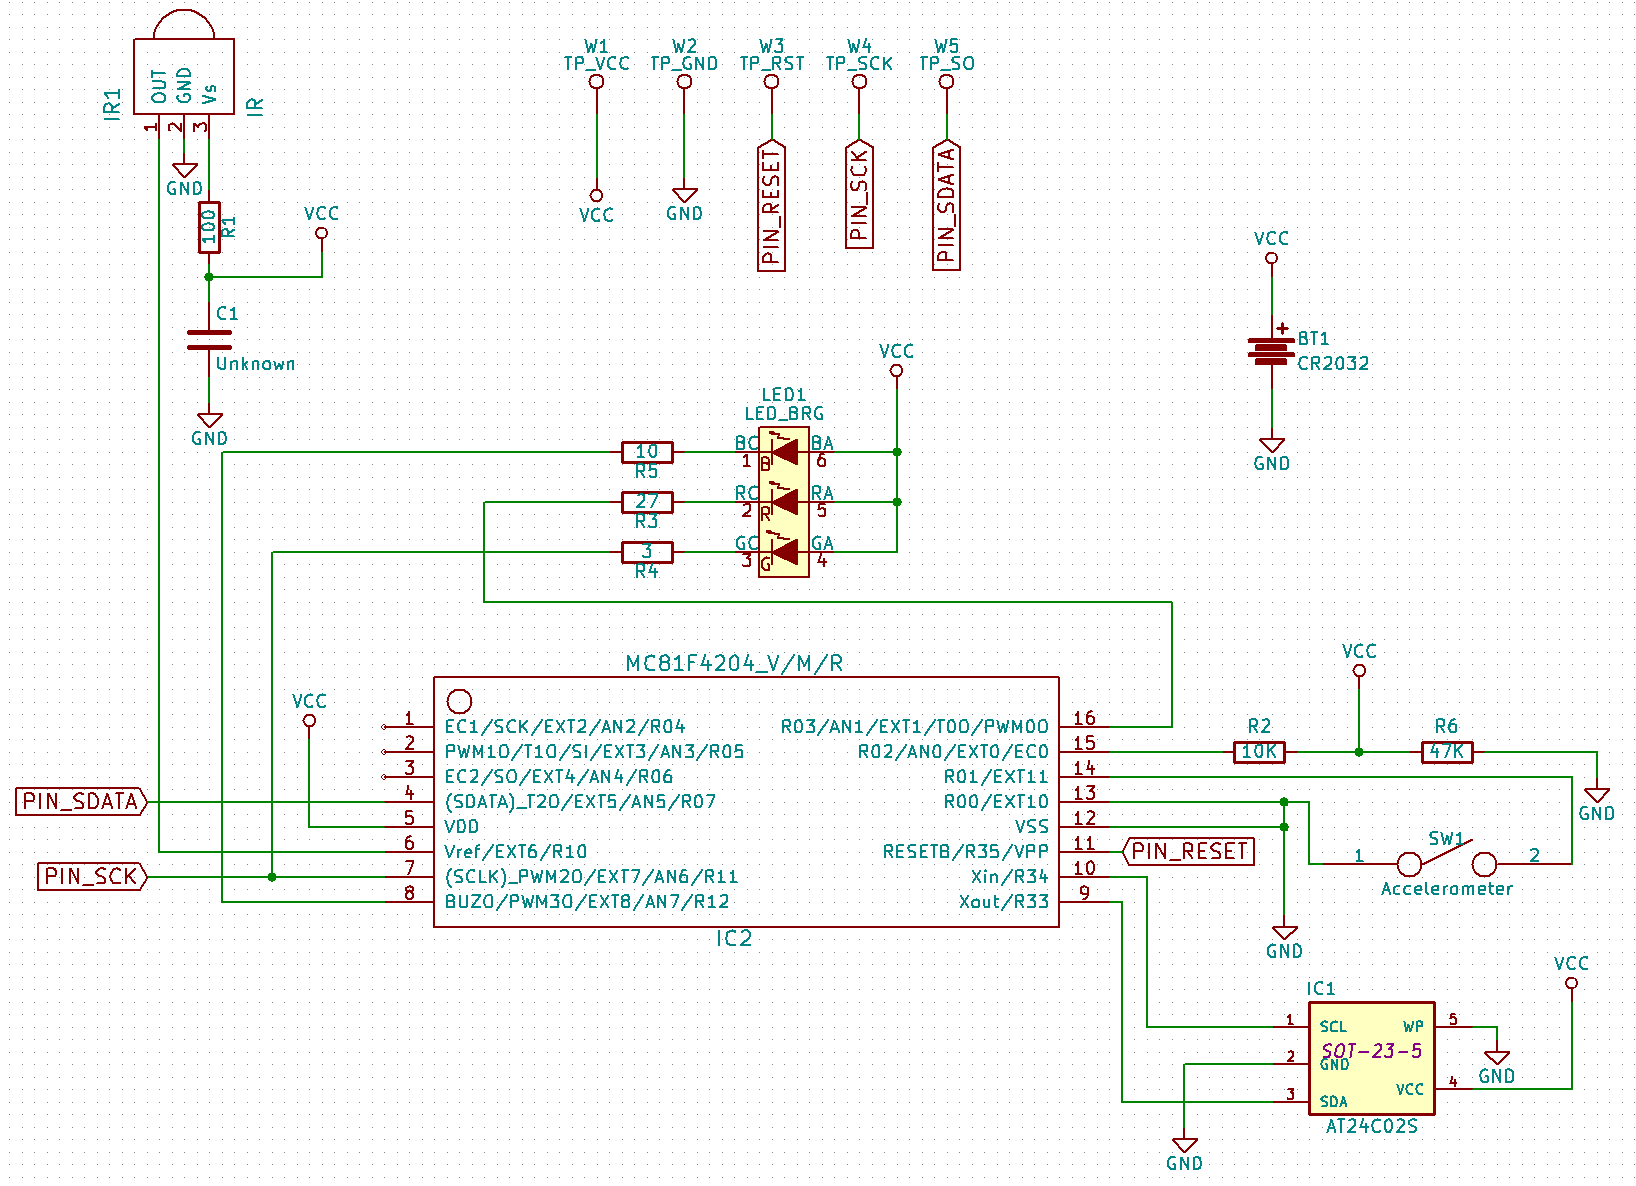 W1
TP_VCC
W2
TP_GND
W3
TP_RST
W4
TP_SCK
W5
TP_SO
OUT
GND
Vs
IR1
IR
1
2
3
GND
100
R1
VCC
VCC
GND
PIN_RESET
PIN_SCK
PIN_SDATA
C1
Unknown
GND
VCC
+
BT1
CR2032
GND
VCC
LED1
LED_BRG
10
R5
BC
1
B
BA
6
27
R3
RC
2
R
RA
5
3
R4
GC
3
G
GA
4
MC81F4204_V/M/R
VCC
PIN_SDATA
PIN_SCK
1 EC1/SCK/EXT2/AN2/R04
2 PWM1O/T1O/SI/EXT3/AN3/R05
3 EC2/SO/EXT4/AN4/R06
4 (SDATA)_T2O/EXT5/AN5/R07
5 VDD
6 Vref/EXT6/R10
7 (SCLK)_PWM2O/EXT7/AN6/R11
8 BUZO/PWM3O/EXT8/AN7/R12
R03/AN1/EXT1/T0O/PWM0O 16
R02/AN0/EXT0/EC0 15
R01/EXT11 14
R00/EXT10 13
VSS 12
RESETB/R35/VPP 11
Xin/R34 10
Xout/R33 9
IC2
PIN_RESET
VCC
R2
10K
R6
47K
GND
SW1
1
2
Accelerometer
GND
VCC
IC1
1 SCL
2 GND
3 SDA
SOT-23-5
WP 5
VCC 4
AT24C02S
GND
GND